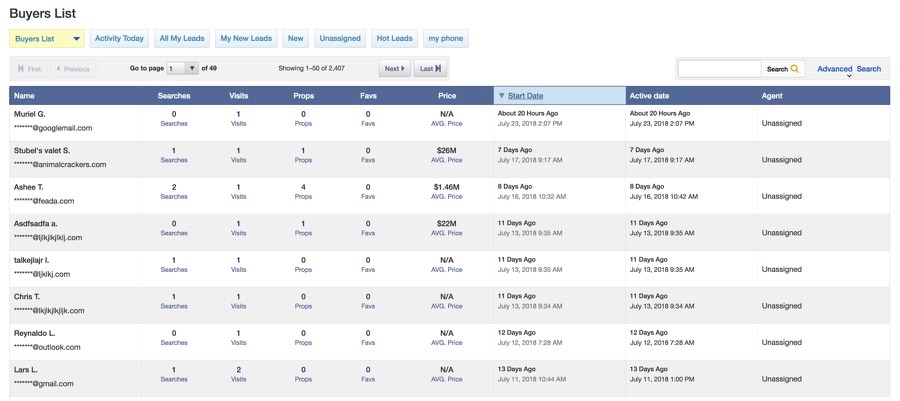 Buyers List
Buyers List
Activity Today
All My Leads
My New Leads
New
Unassigned
Hot Leads
my phone
First
Previous
Go to page 1 of 49
Showing 1–50 of 2,407
Next
Last
Search
Advanced Search
Name Searches Visits Props Favs Price Start Date Active date Agent
Muriel G. 0 1 0 0 N/A About 20 Hours Ago About 20 Hours Ago
*******@googlemail.com Searches Visits Props Favs AVG. Price July 23, 2018 2:07 PM July 23, 2018 2:07 PM Unassigned
Stubel's valet S. 1 1 1 0 $26M 7 Days Ago 7 Days Ago
*******@animalcrackers.com Searches Visits Props Favs AVG. Price July 17, 2018 9:17 AM July 17, 2018 9:17 AM Unassigned
Ashee T. 2 1 4 0 $1.46M 8 Days Ago 8 Days Ago
*******@feada.com Searches Visits Props Favs AVG. Price July 16, 2018 10:32 AM July 16, 2018 10:42 AM Unassigned
Asdfsadfa a. 0 1 1 0 $22M 11 Days Ago 11 Days Ago
*******@ljlkjlkjlklj.com Searches Visits Props Favs AVG. Price July 13, 2018 9:35 AM July 13, 2018 9:35 AM Unassigned
talkejlajr l. 1 1 0 0 N/A 11 Days Ago 11 Days Ago
*******@ljklkj.com Searches Visits Props Favs AVG. Price July 13, 2018 9:35 AM July 13, 2018 9:35 AM Unassigned
Chris T. 1 1 0 0 N/A 11 Days Ago 11 Days Ago
*******@lkjlkjlkjljk.com Searches Visits Props Favs AVG. Price July 13, 2018 9:34 AM July 13, 2018 9:34 AM Unassigned
Reynaldo L. 0 1 0 0 N/A 12 Days Ago 12 Days Ago
*******@outlook.com Searches Visits Props Favs AVG. Price July 12, 2018 7:28 AM July 12, 2018 7:28 AM Unassigned
Lars L. 1 2 0 0 N/A 13 Days Ago 13 Days Ago
*******@gmail.com Searches Visits Props Favs AVG. Price July 11, 2018 10:44 AM July 11, 2018 1:00 PM Unassigned